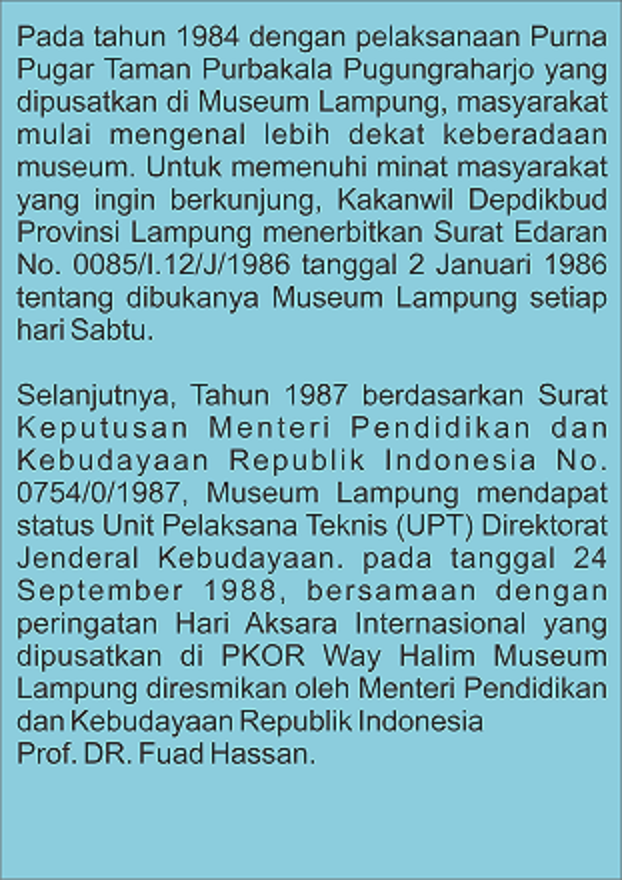 Pada tahun 1984 dengan pelaksanaan Purna
Pugar Taman Purbakala Pugungraharjo yang
dipusatkan di Museum Lampung, masyarakat
mulai mengenal lebih dekat keberadaan
museum. Untuk memenuhi minat masyarakat
yang ingin berkunjung, Kakanwil Depdikbud
Provinsi Lampung menerbitkan Surat Edaran
No. 0085/I.12/J/1986 tanggal 2 Januari 1986
tentang dibukanya Museum Lampung setiap
hari Sabtu.
Selanjutnya, Tahun 1987 berdasarkan Surat
Keputusan Menteri Pendidikan dan
Kebudayaan Republik Indonesia No.
0754/0/1987, Museum Lampung mendapat
status Unit Pelaksana Teknis (UPT) Direktorat
Jenderal Kebudayaan. pada tanggal 24
September 1988, bersamaan dengan
peringatan Hari Aksara Internasional yang
dipusatkan di PKOR Way Halim Museum
Lampung diresmikan oleh Menteri Pendidikan
dan Kebudayaan Republik Indonesia
Prof. DR. Fuad Hassan.